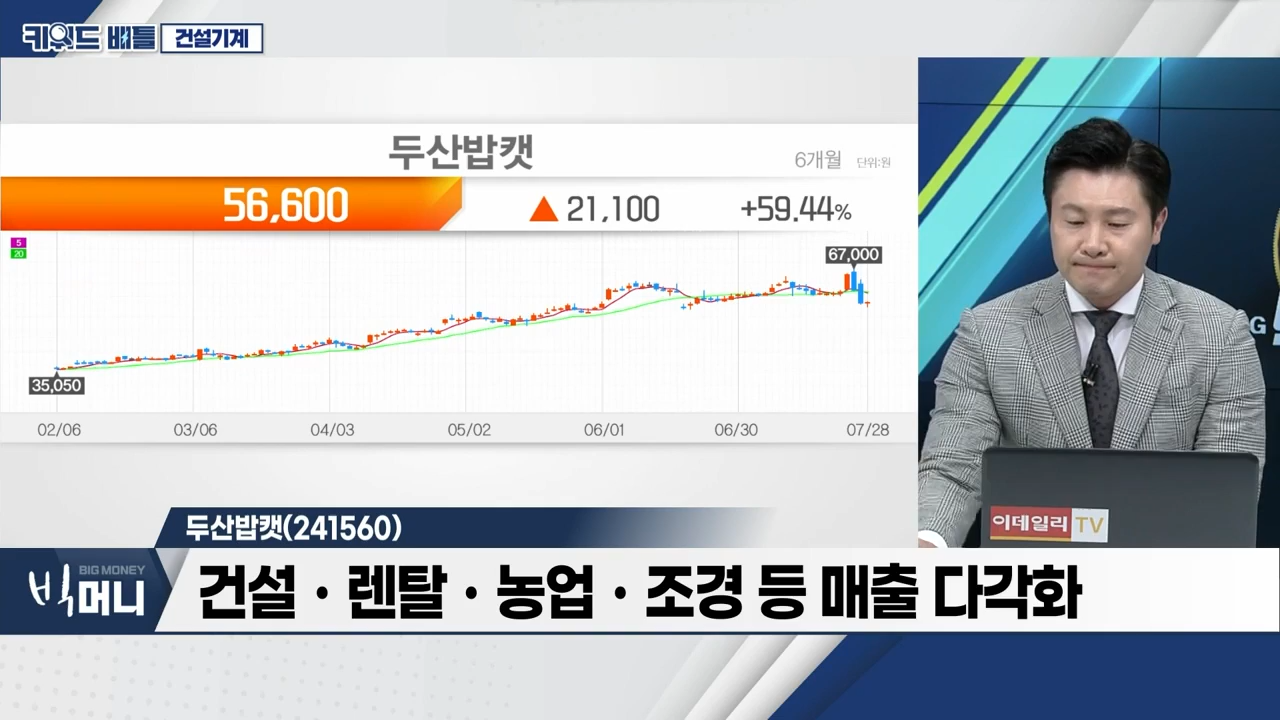 키워드 배틀 건설기계
두산밥캣
6개월 단위:원
56,600 ▲ 21,100 +59.44%
5
20
67,000
35,050
02/06 03/06 04/03 05/02 06/01 06/30 07/28
이데일리 TV
두산밥캣(241560)
BIG MONEY
빅머니
건설·렌탈·농업·조경 등 매출 다각화